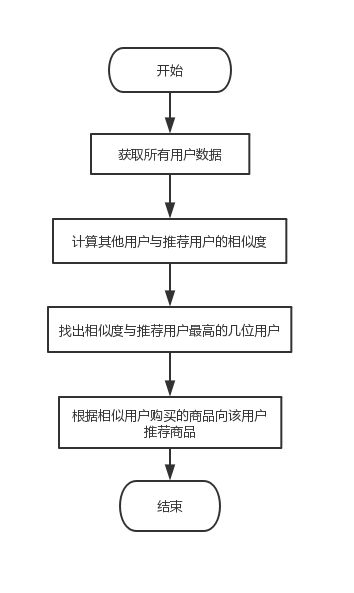 开始
获取所有用户数据
计算其他用户与推荐用户的相似度
找出相似度与推荐用户最高的几位用户
根据相似用户购买的商品向该用户
推荐商品
结束